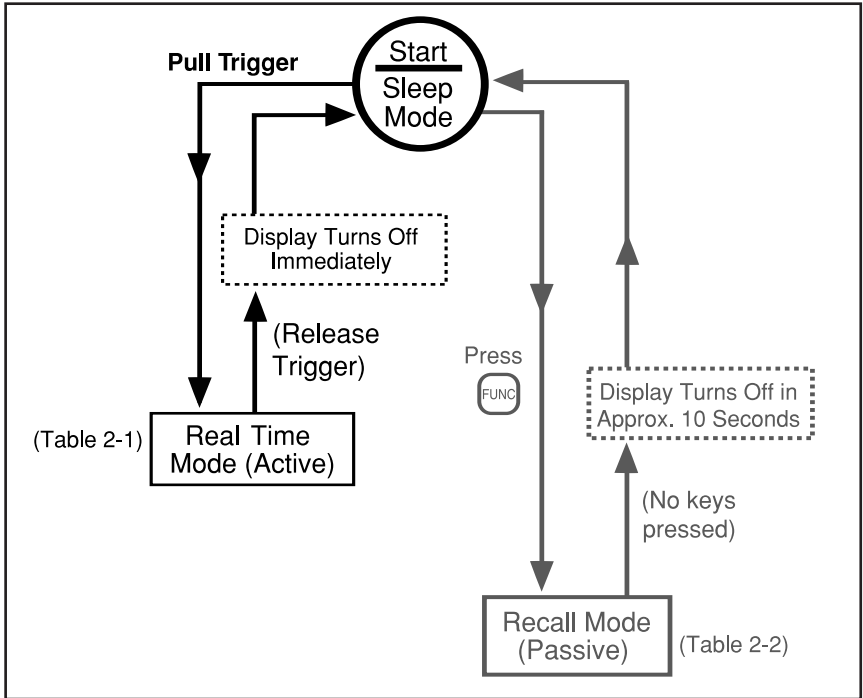 Start
Sleep
Mode
Pull Trigger
Display Turns Off
Immediately
(Release
Trigger)
(Table 2-1)
Real Time
Mode (Active)
Press
FUNC
Display Turns Off in
Approx. 10 Seconds
(No keys
pressed)
Recall Mode
(Passive)
(Table 2-2)